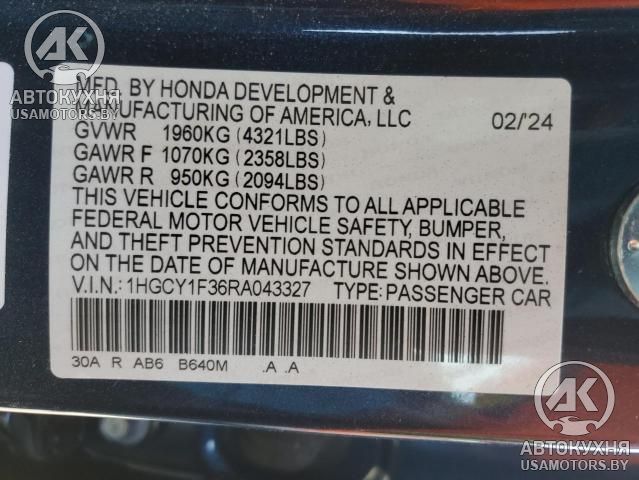 AK
АВТОКУХНЯ
USAMOTORS.BY
MFD. BY HONDA DEVELOPMENT &
MANUFACTURING OF AMERICA, LLC
02/'24
GVWR 1960KG (4321LBS)
GAWR F 1070KG (2358LBS)
GAWR R 950KG (2094LBS)
THIS VEHICLE CONFORMS TO ALL APPLICABLE
FEDERAL MOTOR VEHICLE SAFETY, BUMPER,
AND THEFT PREVENTION STANDARDS IN EFFECT
ON THE DATE OF MANUFACTURE SHOWN ABOVE.
V.I.N.: 1HGCY1F36RA043327 TYPE: PASSENGER CAR
30A R AB6 B640M .A .A
AK
АВТОКУХНЯ
USAMOTORS.BY